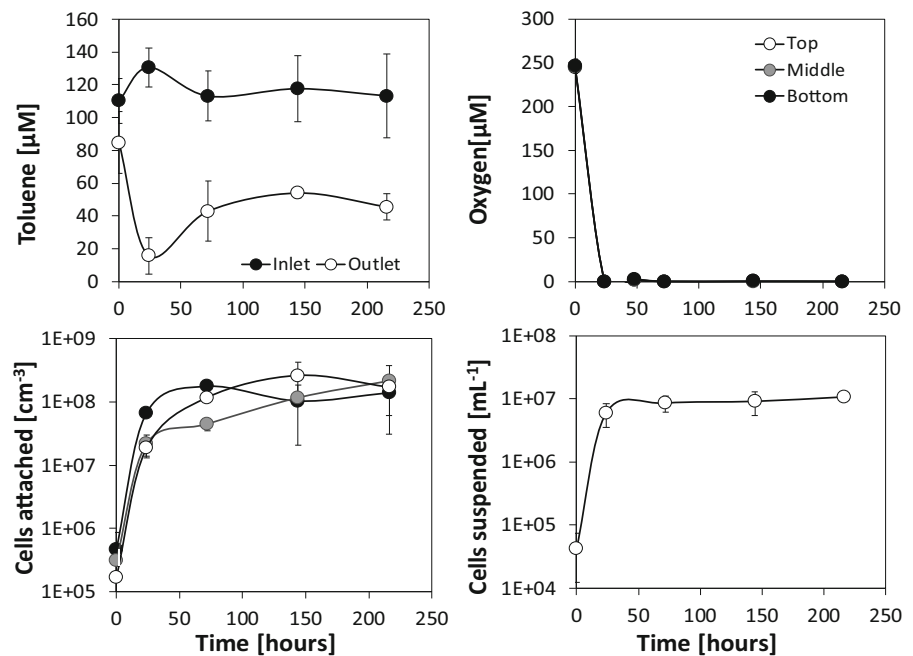 Toluene [µM]
160
140
120
100
80
60
40
20
0
Inlet Outlet
0 50 100 150 200 250
Oxygen[µM]
300
250
200
150
100
50
0
Top
Middle
Bottom
0 50 100 150 200 250
Cells attached [cm-3]
1E+09
1E+08
1E+07
1E+06
1E+05
0 50 100 150 200 250
Time [hours]
Cells suspended [mL-1]
1E+08
1E+07
1E+06
1E+05
1E+04
0 50 100 150 200 250
Time [hours]